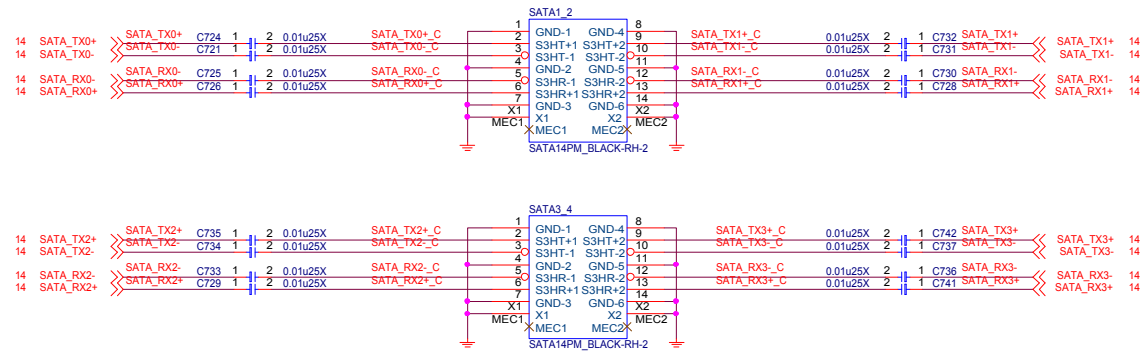 SATA1_2
1 GND-1 GND-4 8
14 SATA_TX0+ SATA_TX0+ C724 1 2 0.01u25X SATA_TX0+_C 2 S3HT+1 S3HT+2 9 SATA_TX1+_C 0.01u25X 2 1 C732 SATA_TX1+ SATA_TX1+ 14
14 SATA_TX0- SATA_TX0- C721 1 2 0.01u25X SATA_TX0-_C 3 S3HT-1 S3HT-2 10 SATA_TX1-_C 0.01u25X 2 1 C731 SATA_TX1- SATA_TX1- 14
4 GND-2 GND-5 11
14 SATA_RX0- SATA_RX0- C725 1 2 0.01u25X SATA_RX0-_C 5 S3HR-1 S3HR-2 12 SATA_RX1-_C 0.01u25X 2 1 C730 SATA_RX1- SATA_RX1- 14
14 SATA_RX0+ SATA_RX0+ C726 1 2 0.01u25X SATA_RX0+_C 6 S3HR+1 S3HR+2 13 SATA_RX1+_C 0.01u25X 2 1 C728 SATA_RX1+ SATA_RX1+ 14
7 GND-3 GND-6 14
X1 X1 X2 X2
MEC1 MEC1 MEC2 MEC2
SATA14PM_BLACK-RH-2
SATA3_4
1 GND-1 GND-4 8
14 SATA_TX2+ SATA_TX2+ C735 1 2 0.01u25X SATA_TX2+_C 2 S3HT+1 S3HT+2 9 SATA_TX3+_C 0.01u25X 2 1 C742 SATA_TX3+ SATA_TX3+ 14
14 SATA_TX2- SATA_TX2- C734 1 2 0.01u25X SATA_TX2-_C 3 S3HT-1 S3HT-2 10 SATA_TX3-_C 0.01u25X 2 1 C737 SATA_TX3- SATA_TX3- 14
4 GND-2 GND-5 11
14 SATA_RX2- SATA_RX2- C733 1 2 0.01u25X SATA_RX2-_C 5 S3HR-1 S3HR-2 12 SATA_RX3-_C 0.01u25X 2 1 C736 SATA_RX3- SATA_RX3- 14
14 SATA_RX2+ SATA_RX2+ C729 1 2 0.01u25X SATA_RX2+_C 6 S3HR+1 S3HR+2 13 SATA_RX3+_C 0.01u25X 2 1 C741 SATA_RX3+ SATA_RX3+ 14
7 GND-3 GND-6 14
X1 X1 X2 X2
MEC1 MEC1 MEC2 MEC2
SATA14PM_BLACK-RH-2